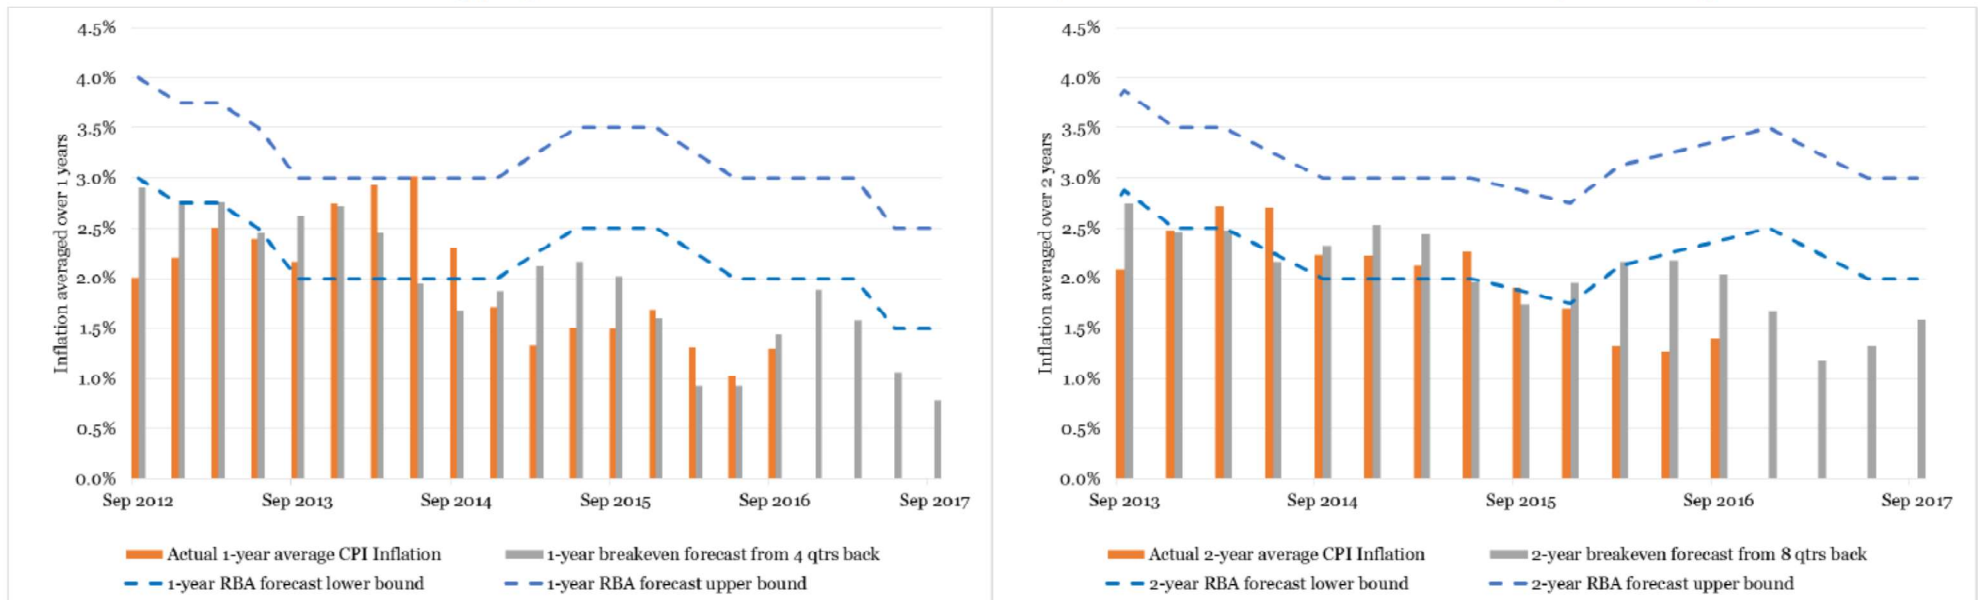 4.5%
4.0%
3.5%
3.0%
2.5%
2.0%
1.5%
1.0%
0.5%
0.0%
Inflation averaged over 1 years
Sep 2012 Sep 2013 Sep 2014 Sep 2015 Sep 2016 Sep 2017
Actual 1-year average CPI Inflation 1-year breakeven forecast from 4 qtrs back
1-year RBA forecast lower bound 1-year RBA forecast upper bound
4.5%
4.0%
3.5%
3.0%
2.5%
2.0%
1.5%
1.0%
0.5%
0.0%
Inflation averaged over 2 years
Sep 2013 Sep 2014 Sep 2015 Sep 2016 Sep 2017
Actual 2-year average CPI Inflation 2-year breakeven forecast from 8 qtrs back
2-year RBA forecast lower bound 2-year RBA forecast upper bound